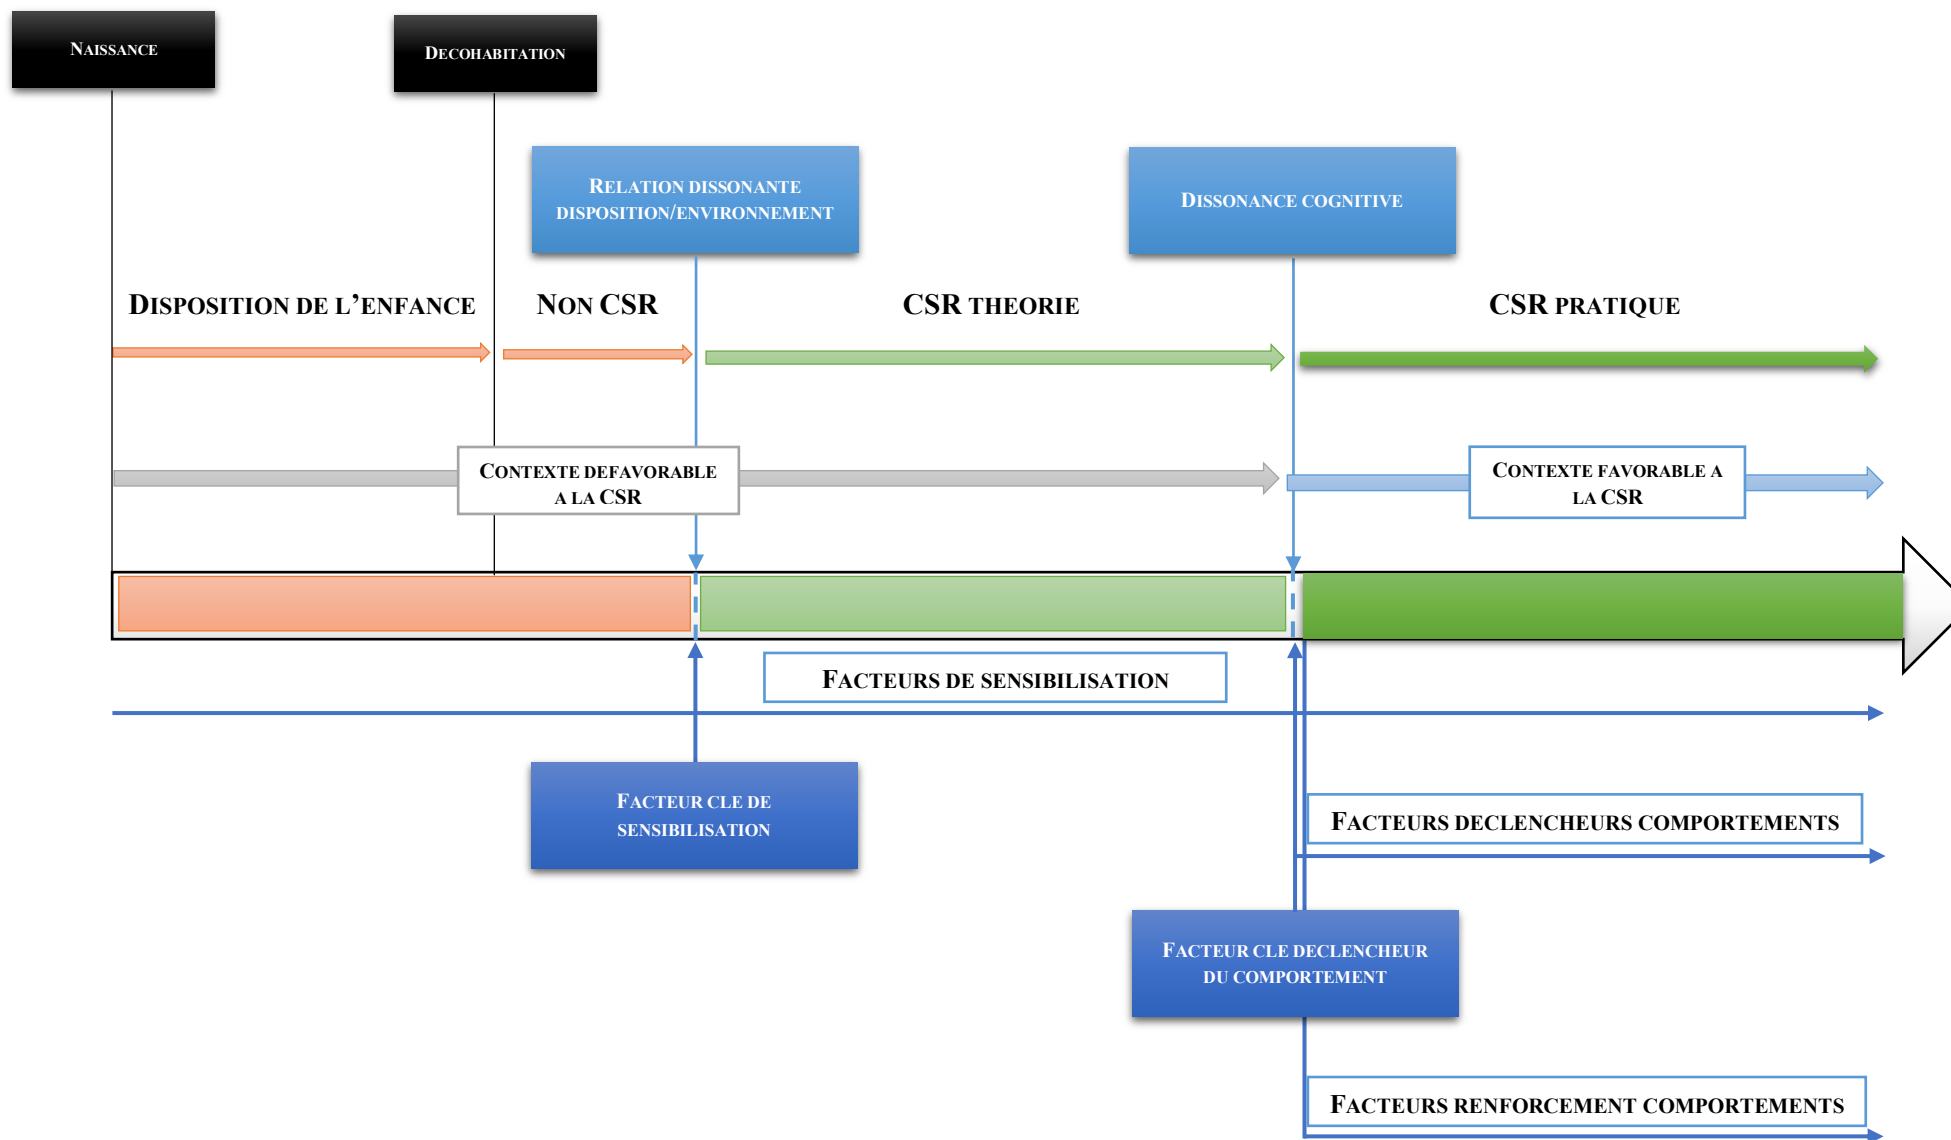 NAISSANCE
DECOHABITATION
RELATION DISSONANTE
DISPOSITION/ENVIRONNEMENT
DISSONANCE COGNITIVE
DISPOSITION DE L’ENFANCE
NON CSR
CSR THEORIE
CSR PRATIQUE
CONTEXTE DEFAVORABLE
A LA CSR
CONTEXTE FAVORABLE A
LA CSR
FACTEURS DE SENSIBILISATION
FACTEUR CLE DE
SENSIBILISATION
FACTEURS DECLENCHEURS COMPORTEMENTS
FACTEUR CLE DECLENCHEUR
DU COMPORTEMENT
FACTEURS RENFORCEMENT COMPORTEMENTS